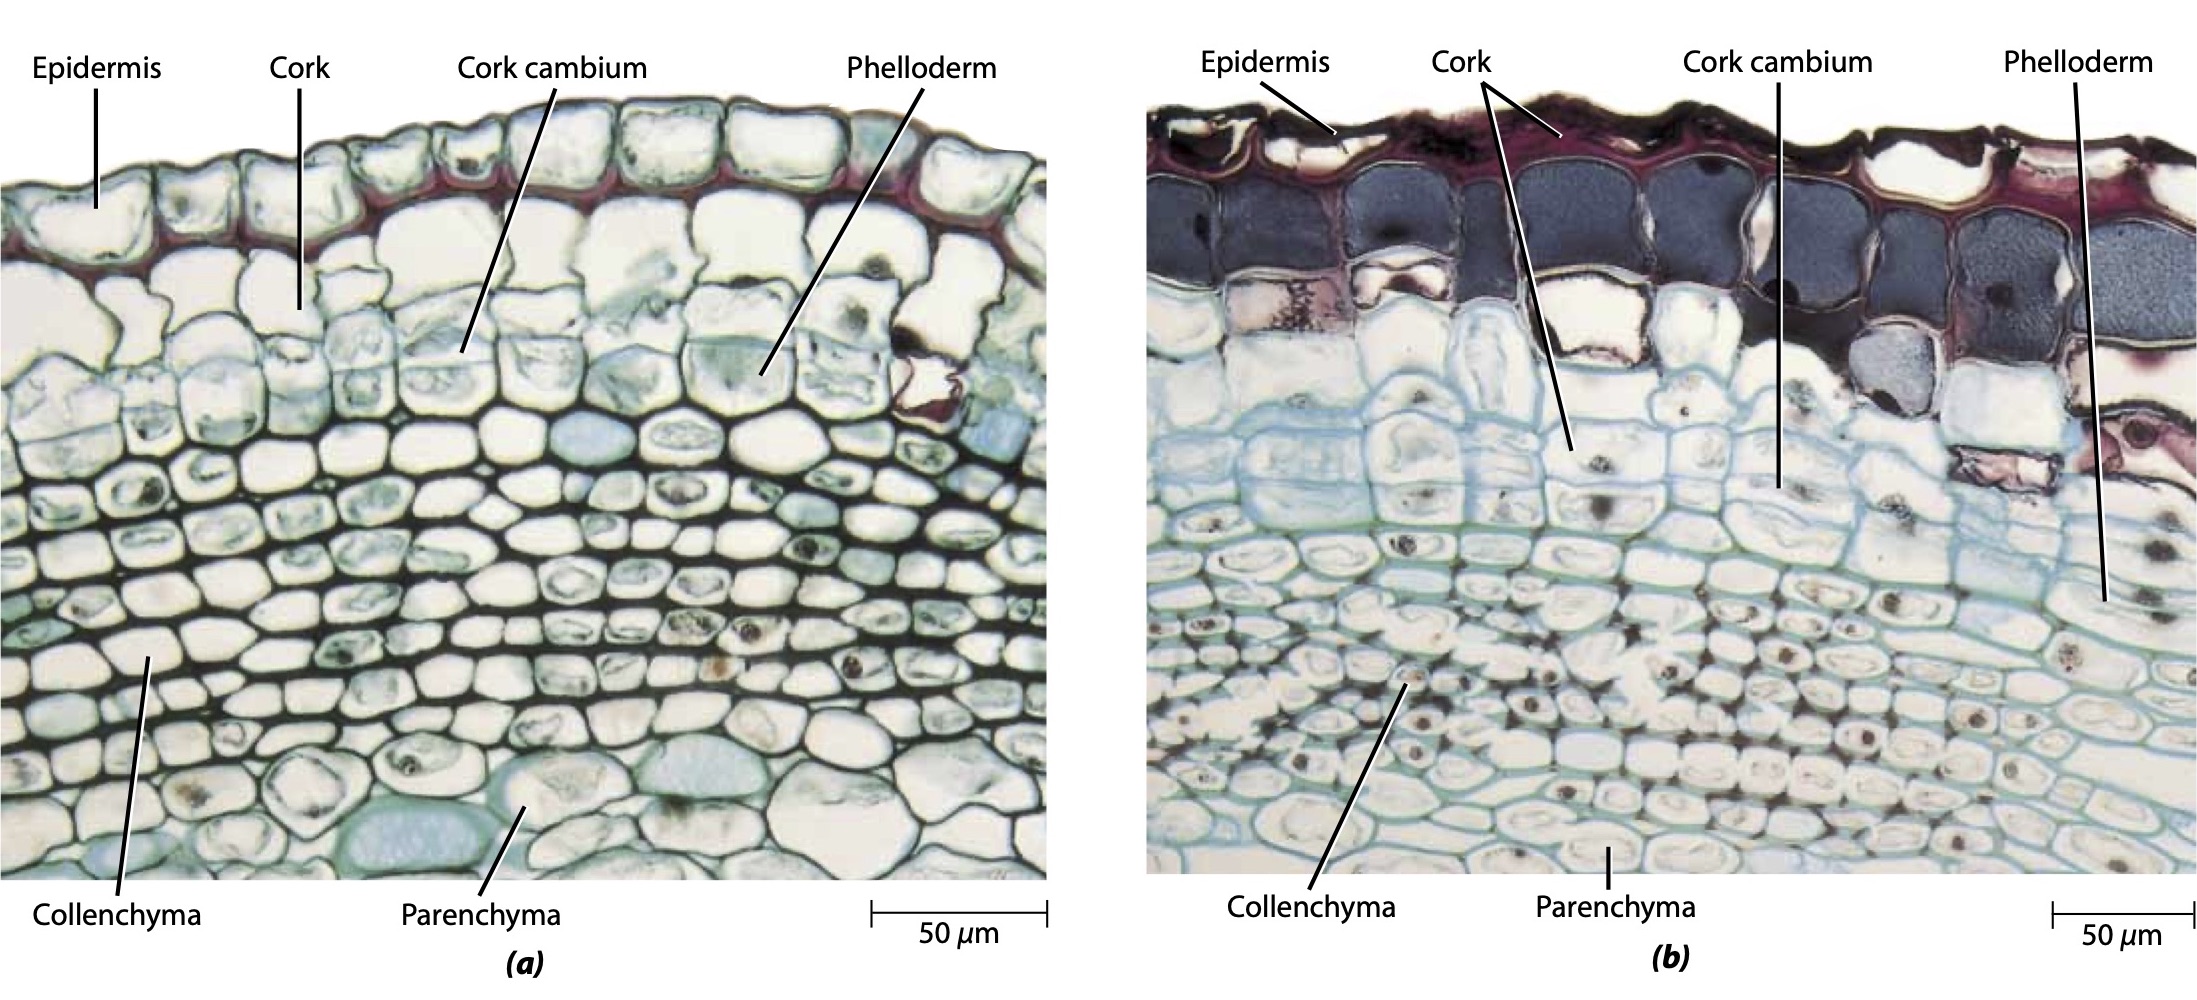 Epidermis
Cork
Cork cambium
Phelloderm
Collenchyma
Parenchyma
50 µm
(a)
Epidermis
Cork
Cork cambium
Phelloderm
Collenchyma
Parenchyma
50 µm
(b)